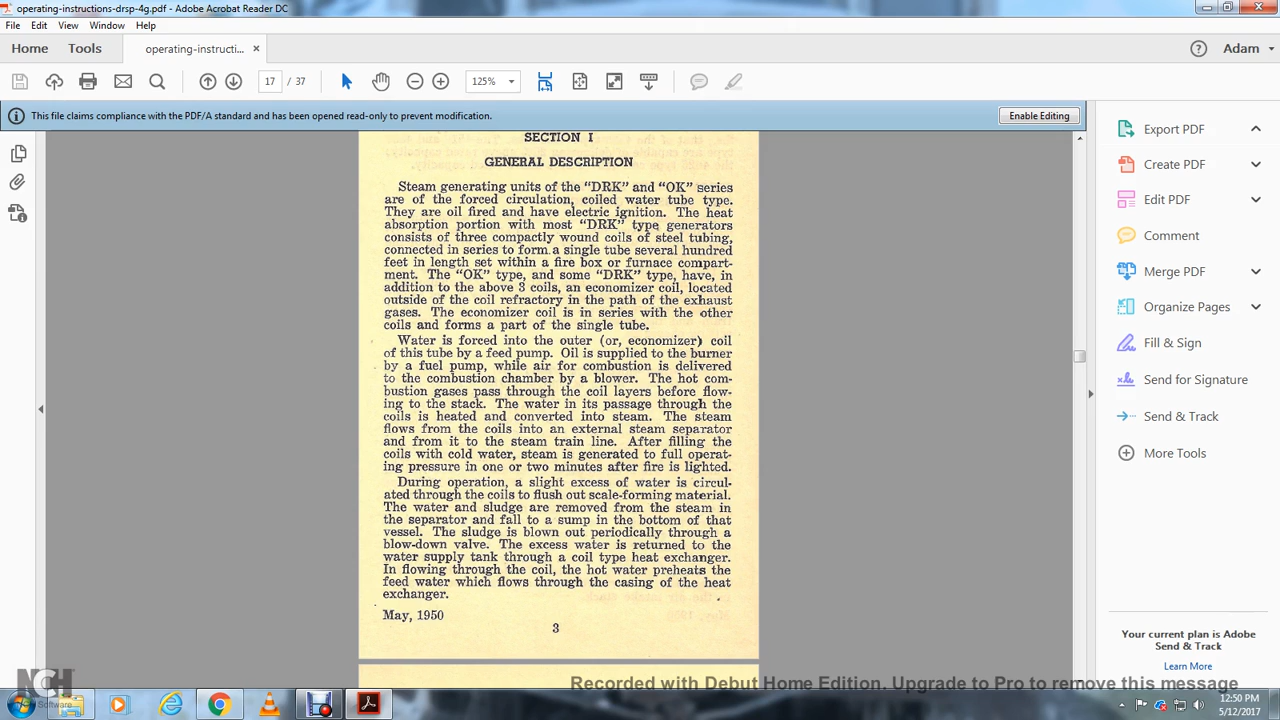 operating-instructions-drsp-4g.pdf - Adobe Acrobat Reader DC
File Edit View Window Help
Home Tools operating-instructi... × Adam
17 / 37 125%
This file claims compliance with the PDF/A standard and has been opened read-only to prevent modification. Enable Editing
SECTION I
GENERAL DESCRIPTION
Steam generating units of the “DRK” and “OK” series
are of the forced circulation, coiled water tube type.
They are oil fired and have electric ignition. The heat
absorption portion with most “DRK” type generators
consists of three compactly wound coils of steel tubing,
connected in series to form a single tube several hundred
feet in length set within a fire box or furnace compart-
ment. The “OK” type, and some “DRK” type, have, in
addition to the above 3 coils, an economizer coil, located
outside of the coil refractory in the path of the exhaust
gases. The economizer coil is in series with the other
coils and forms a part of the single tube.
Water is forced into the outer (or, economizer) coil
of this tube by a feed pump. Oil is supplied to the burner
by a fuel pump, while air for combustion is delivered
to the combustion chamber by a blower. The hot com-
bustion gases pass through the coil layers before flow-
ing to the stack. The water in its passage through the
coils is heated and converted into steam. The steam
flows from the coils into an external steam separator
and from it to the steam train line. After filling the
coils with cold water, steam is generated to full operat-
ing pressure in one or two minutes after fire is lighted.
During operation, a slight excess of water is circul-
ated through the coils to flush out scale-forming material.
The water and sludge are removed from the steam in
the separator and fall to a sump in the bottom of that
vessel. The sludge is blown out periodically through a
blow-down valve. The excess water is returned to the
water supply tank through a coil type heat exchanger.
In flowing through the coil, the hot water preheats the
feed water which flows through the casing of the heat
exchanger.
May, 1950
3
Export PDF
Create PDF
Edit PDF
Comment
Merge PDF
Organize Pages
Fill & Sign
Send for Signature
Send & Track
More Tools
Your current plan is Adobe
Send & Track
Learn More
NCH
Software
Recorded with Debut Home Edition. Upgrade to Pro to remove this message
12:50 PM
5/12/2017